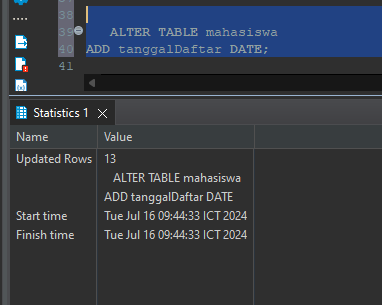 38
39 ALTER TABLE mahasiswa
40 ADD tanggalDaftar DATE;
41
Statistics 1
Name Value
Updated Rows 13
ALTER TABLE mahasiswa
ADD tanggalDaftar DATE
Start time Tue Jul 16 09:44:33 ICT 2024
Finish time Tue Jul 16 09:44:33 ICT 2024